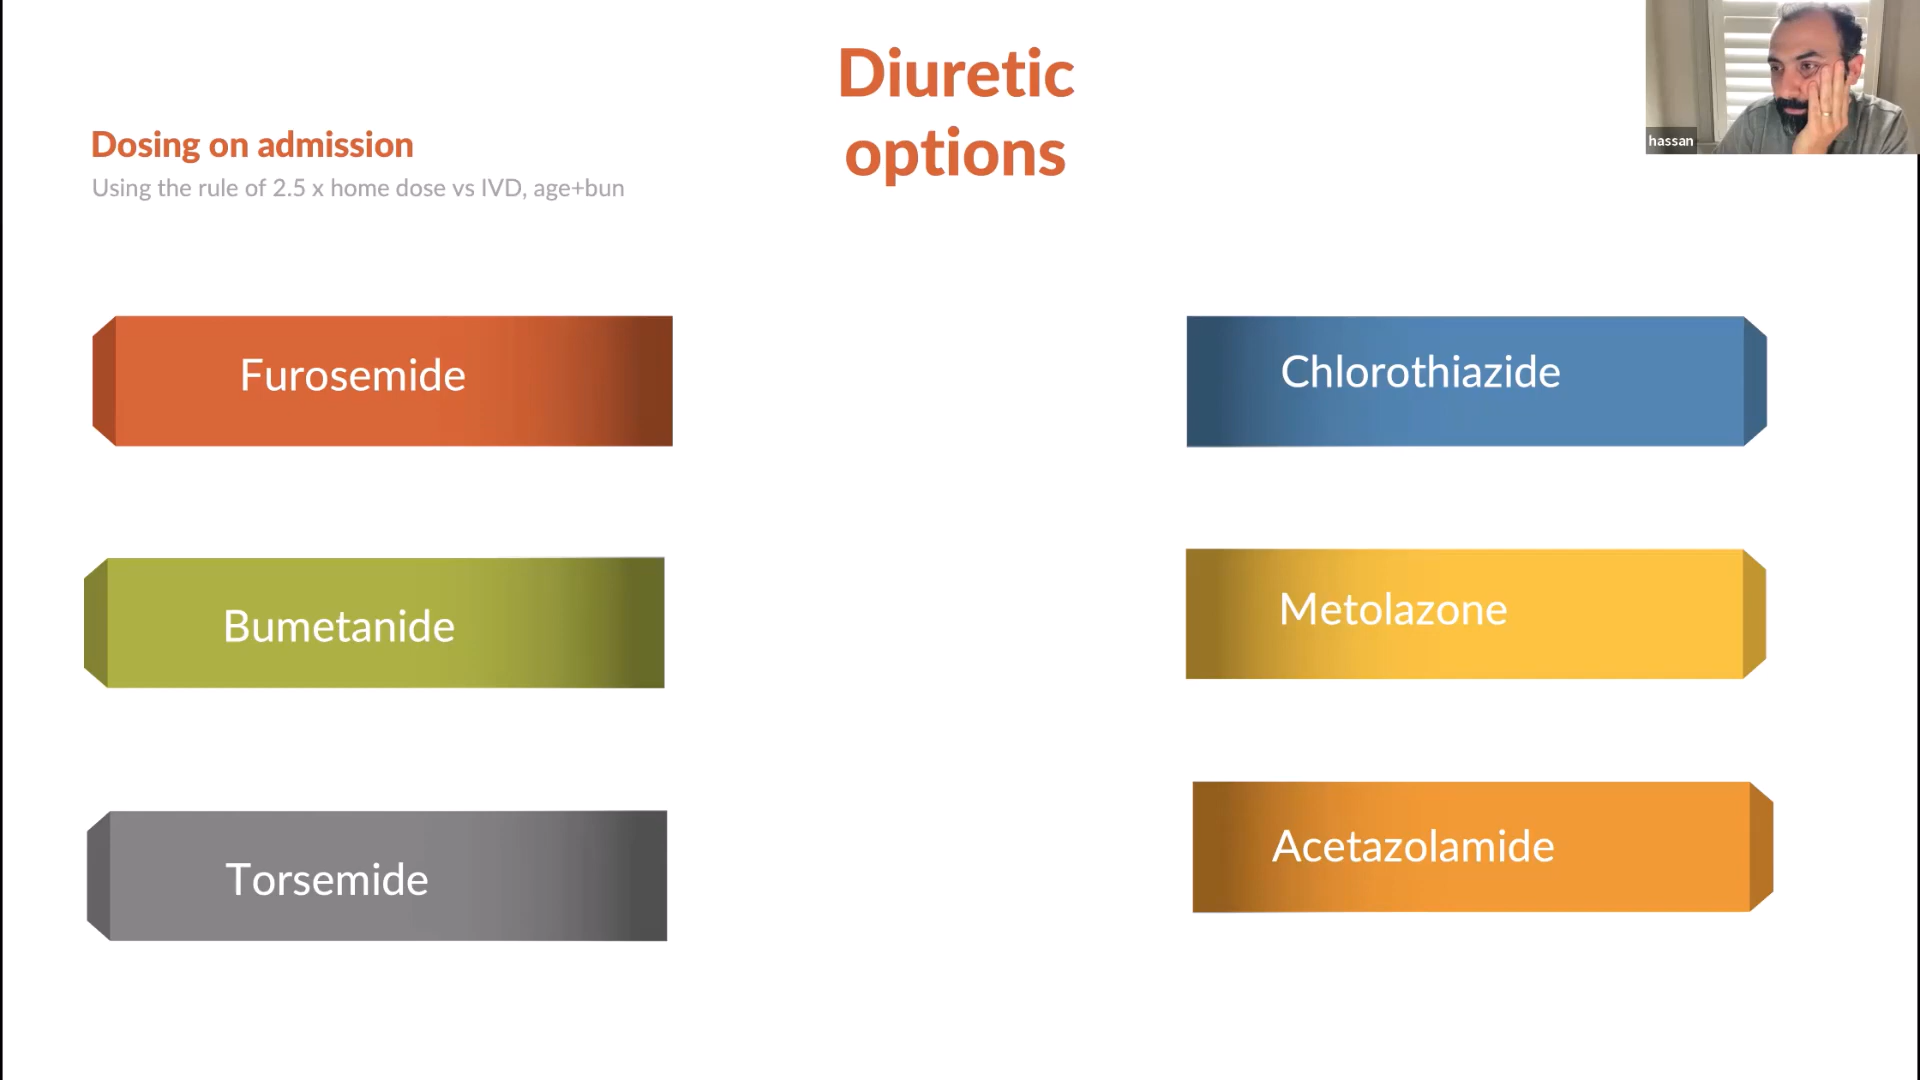 Diuretic
options
hassan
Dosing on admission
Using the rule of 2.5 x home dose vs IVD, age+bun
Furosemide
Chlorothiazide
Bumetanide
Metolazone
Torsemide
Acetazolamide